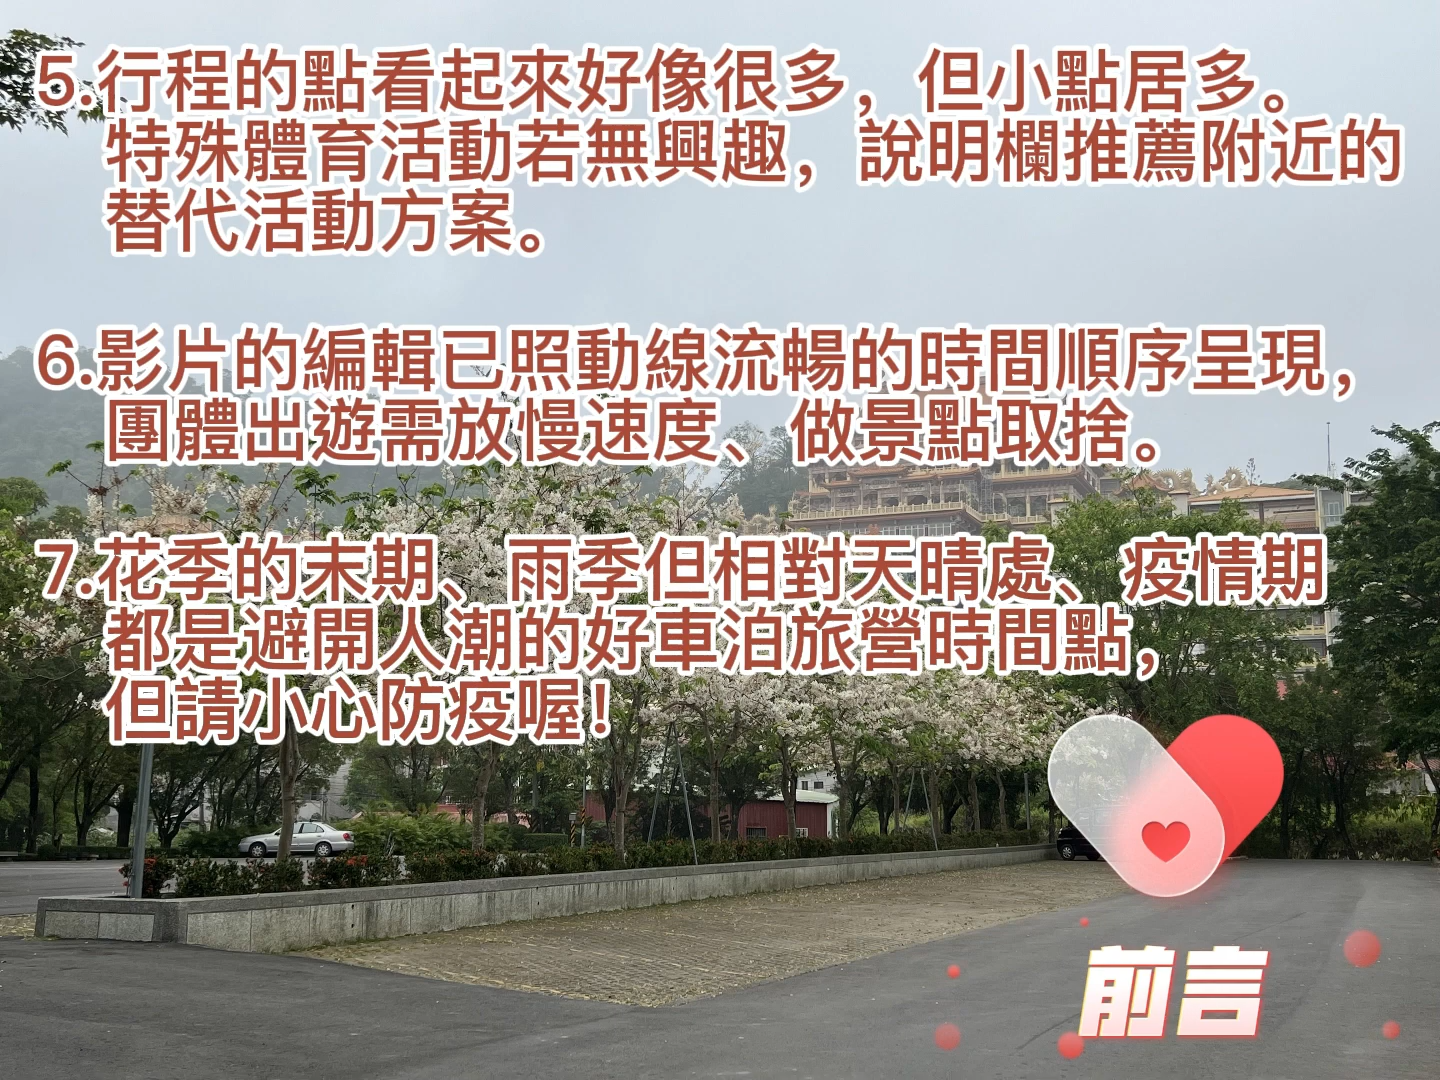 5.行程的點看起來好像很多，但小點居多。
特殊體育活動若無興趣，說明欄推薦附近的
替代活動方案。
6.影片的編輯已照動線流暢的時間順序呈現，
團體出遊需放慢速度、做景點取捨。
7.花季的末期、雨季但相對天晴處、疫情期
都是避開人潮的好車泊旅營時間點，
但請小心防疫喔！
前言